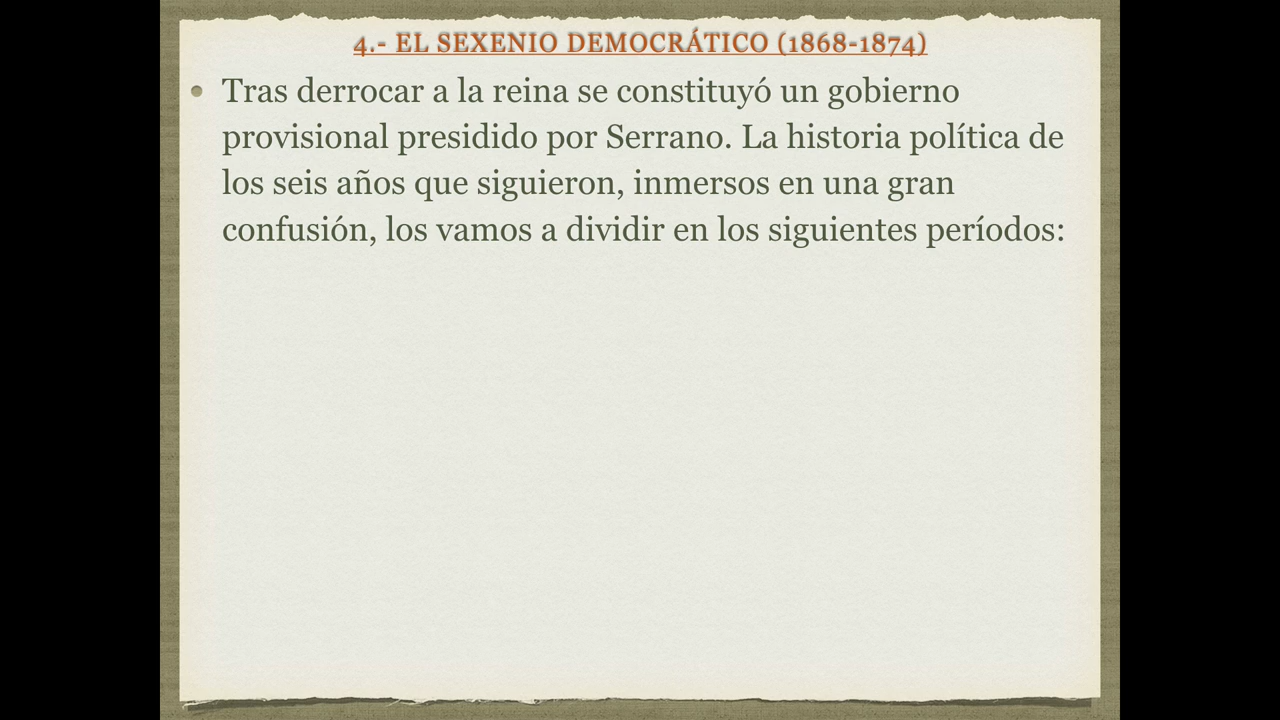 4.- EL SEXENIO DEMOCRÁTICO (1868-1874)
• Tras derrocar a la reina se constituyó un gobierno
provisional presidido por Serrano. La historia política de
los seis años que siguieron, inmersos en una gran
confusión, los vamos a dividir en los siguientes períodos: